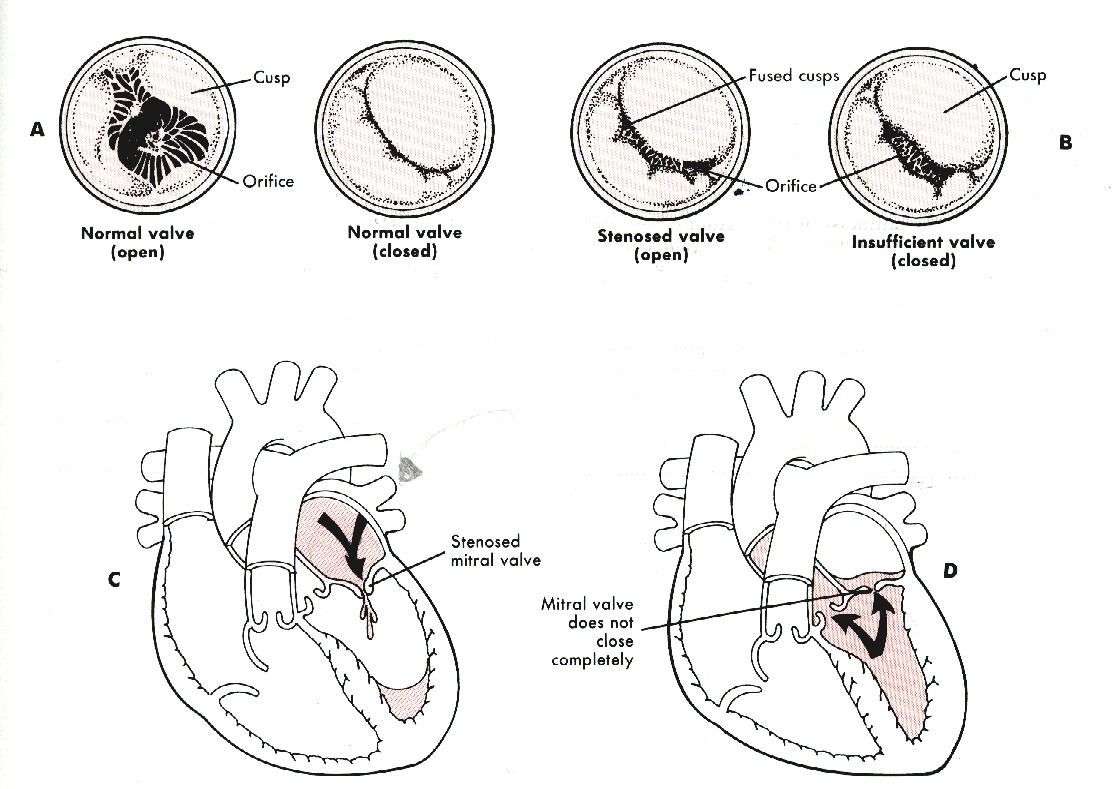 A
Cusp
Orifice
Normal valve
(open)
Normal valve
(closed)
Fused cusps
Orifice
Stenosed valve
(open)
Cusp
Insufficient valve
(closed)
B
C
Stenosed
mitral valve
Mitral valve
does not
close
completely
D